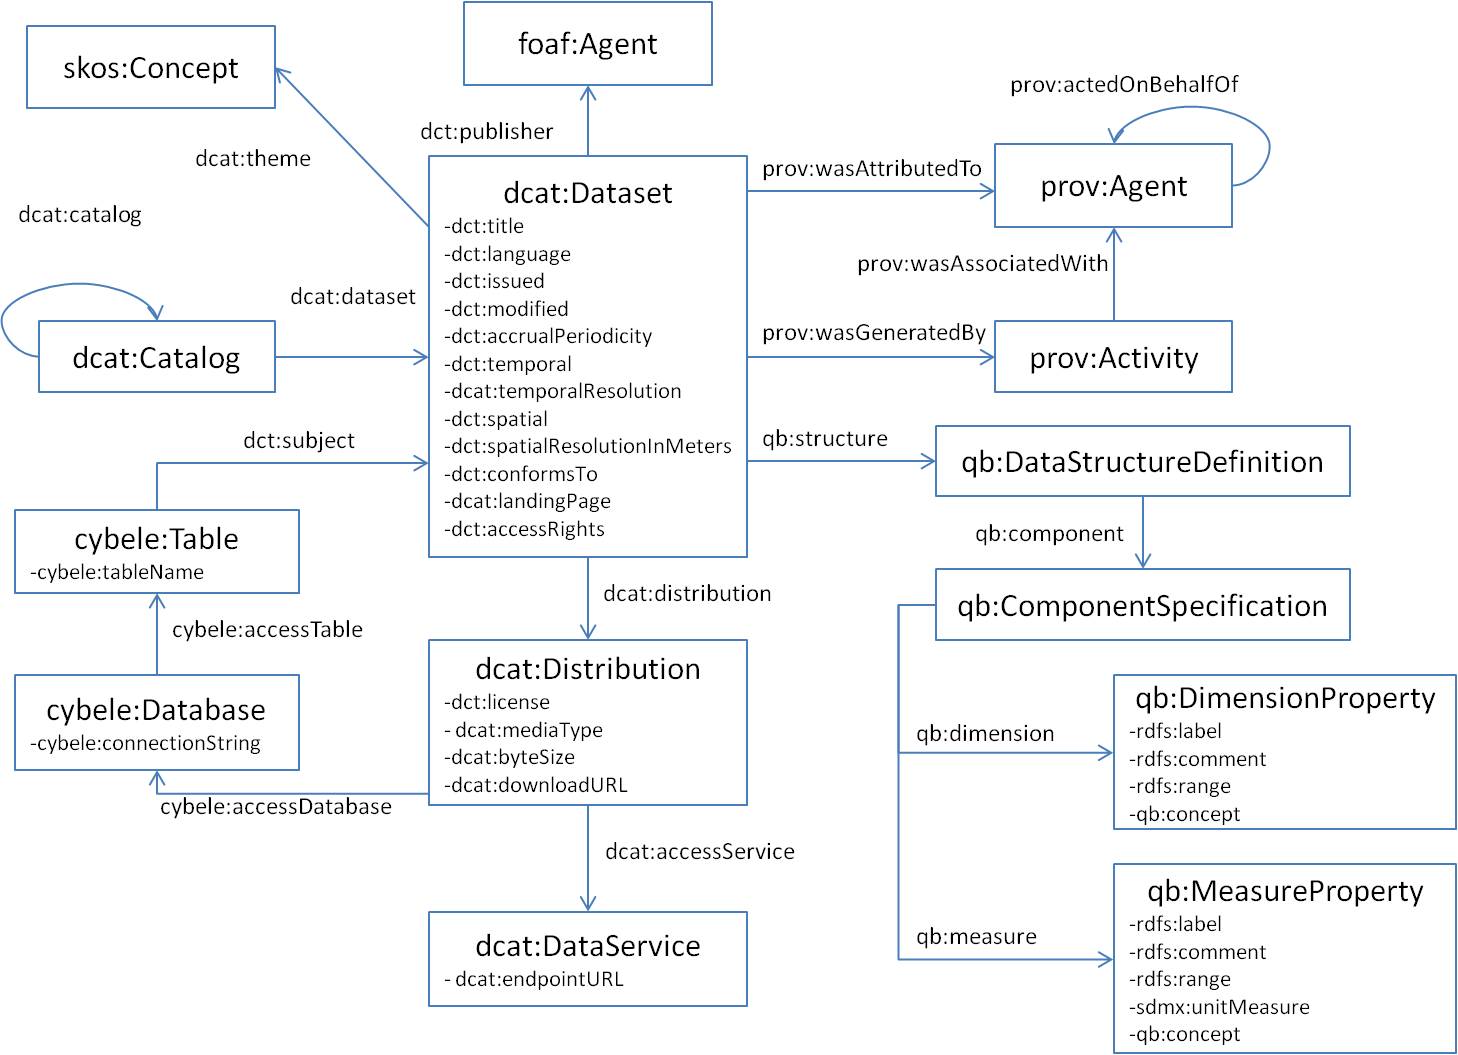 skos:Concept
foaf:Agent
prov:actedOnBehalfOf
dct:publisher
dcat:theme
prov:wasAttributedTo
prov:Agent
dcat:Dataset
-dct:title
-dct:language
-dct:issued
-dct:modified
-dct:accrualPeriodicity
-dct:temporal
-dcat:temporalResolution
-dct:spatial
-dct:spatialResolutionInMeters
-dct:conformsTo
-dcat:landingPage
-dct:accessRights
dcat:catalog
dcat:dataset
dcat:Catalog
prov:wasAssociatedWith
prov:wasGeneratedBy
prov:Activity
dct:subject
qb:structure
qb:DataStructureDefinition
cybele:Table
-cybele:tableName
qb:component
dcat:distribution
qb:ComponentSpecification
cybele:accessTable
cybele:Database
-cybele:connectionString
dcat:Distribution
-dct:license
- dcat:mediaType
-dcat:byteSize
-dcat:downloadURL
cybele:accessDatabase
qb:dimension
qb:DimensionProperty
-rdfs:label
-rdfs:comment
-rdfs:range
-qb:concept
dcat:accessService
dcat:DataService
- dcat:endpointURL
qb:measure
qb:MeasureProperty
-rdfs:label
-rdfs:comment
-rdfs:range
-sdmx:unitMeasure
-qb:concept